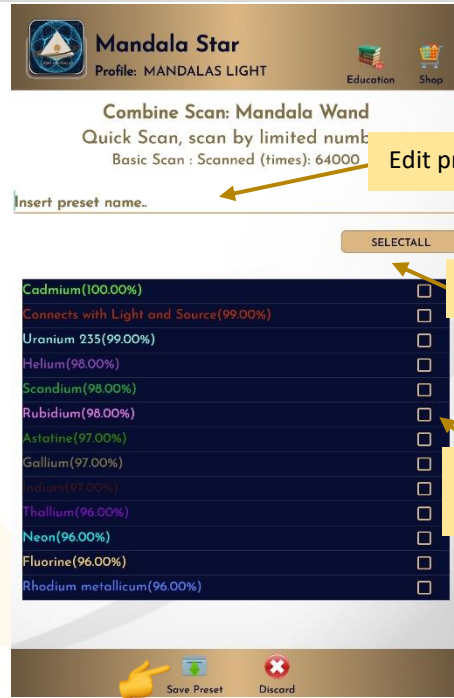 Mandala Star
Profile: MANDALAS LIGHT
Education
Shop
Combine Scan: Mandala Wand
Quick Scan, scan by limited numb
Basic Scan : Scanned (times): 64000
Edit p
Insert preset name..
SELECTALL
Cadmium(100.00%)
Connects with Light and Source(99.00%)
Uranium 235(99.00%)
Helium(98.00%)
Scandium(98.00%)
Rubidium(98.00%)
Astatine(97.00%)
Gallium(97.00%)
Indium(97.00%)
Thallium(96.00%)
Neon(96.00%)
Fluorine(96.00%)
Rhodium metallicum(96.00%)
Save Preset
Discard